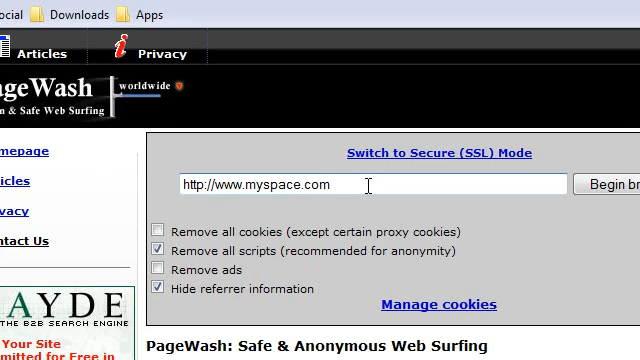 ocial Downloads Apps
Articles Privacy
ageWash worldwide
n & Safe Web Surfing
mepage
Switch to Secure (SSL) Mode
http://www.myspace.com Begin br
ticles
vacy
ntact Us
Remove all cookies (except certain proxy cookies)
Remove all scripts (recommended for anonymity)
Remove ads
Hide referrer information
Manage cookies
AYDE
THE B2B SEARCH ENGINE
Your Site
mitted for Free in
PageWash: Safe & Anonymous Web Surfing